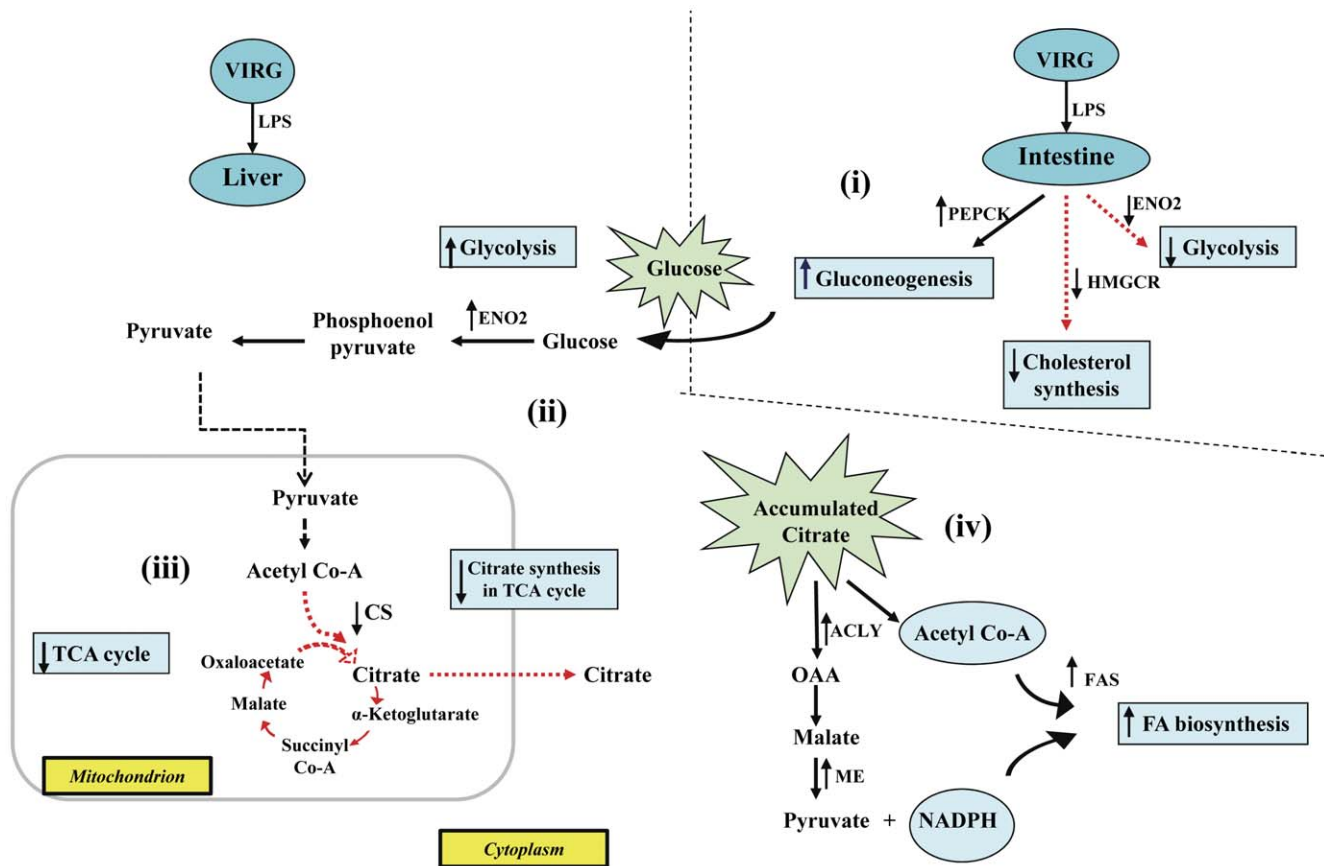 VIRG
LPS
Liver
VIRG
LPS
Intestine
(i)
PEPCK
ENO2
Glycolysis
HMGCR
Gluconeogenesis
Cholesterol
synthesis
Glycolysis
Glucose
Pyruvate
Phosphoenol
pyruvate
ENO2
Glucose
(ii)
Pyruvate
(iii)
Acetyl Co-A
CS
Citrate synthesis
in TCA cycle
TCA cycle
Oxaloacetate
Citrate
Citrate
Malate
α-Ketoglutarate
Succinyl
Co-A
Mitochondrion
Cytoplasm
Accumulated
Citrate
(iv)
ACLY
Acetyl Co-A
OAA
FAS
FA biosynthesis
Malate
ME
Pyruvate + NADPH